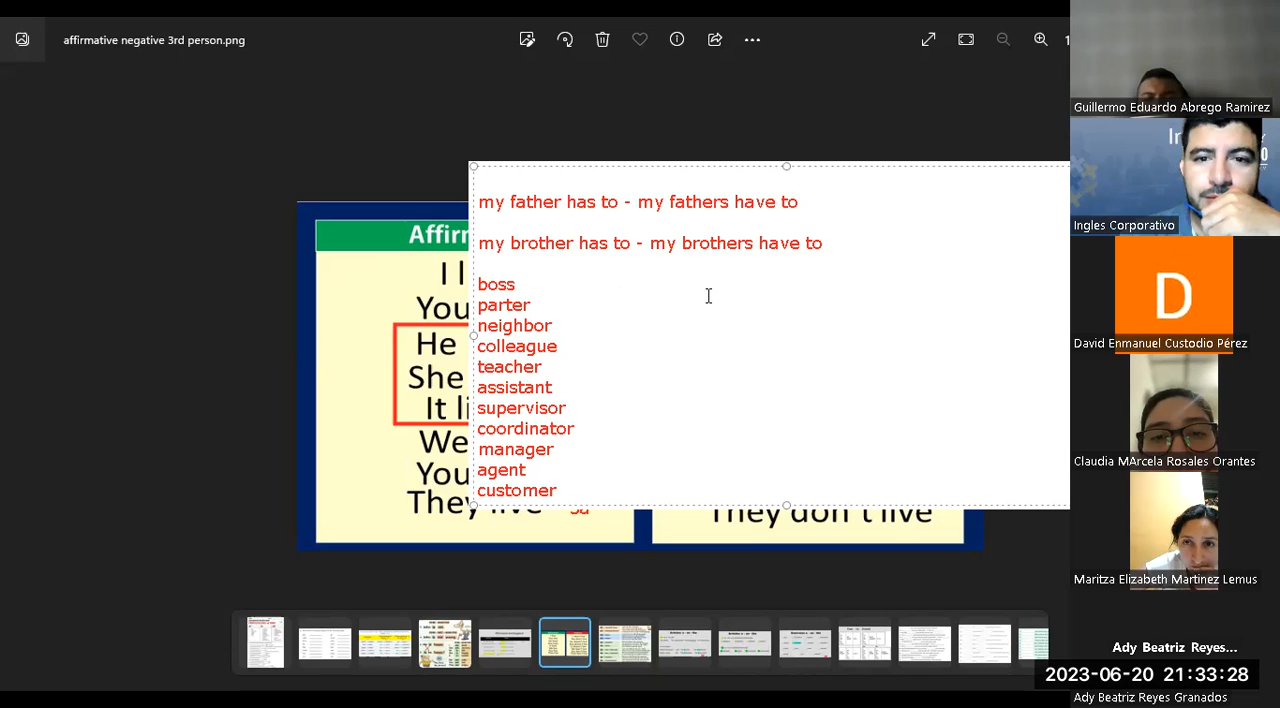 affirmative negative 3rd person.png
1
Guillermo Eduardo Abrego Ramirez
my father has to - my fathers have to
my brother has to - my brothers have to
boss
parter
neighbor
colleague
teacher
assistant
supervisor
coordinator
manager
agent
customer
Affir
I l
You
He
She
It li
We
You
They live
They don't live
In
Ingles Corporativo
D
David Enmanuel Custodio Pérez
Claudia MArcela Rosales Orantes
Maritza Elizabeth Martinez Lemus
Ady Beatriz Reyes...
2023-06-20 21:33:28
Ady Beatriz Reyes Granados